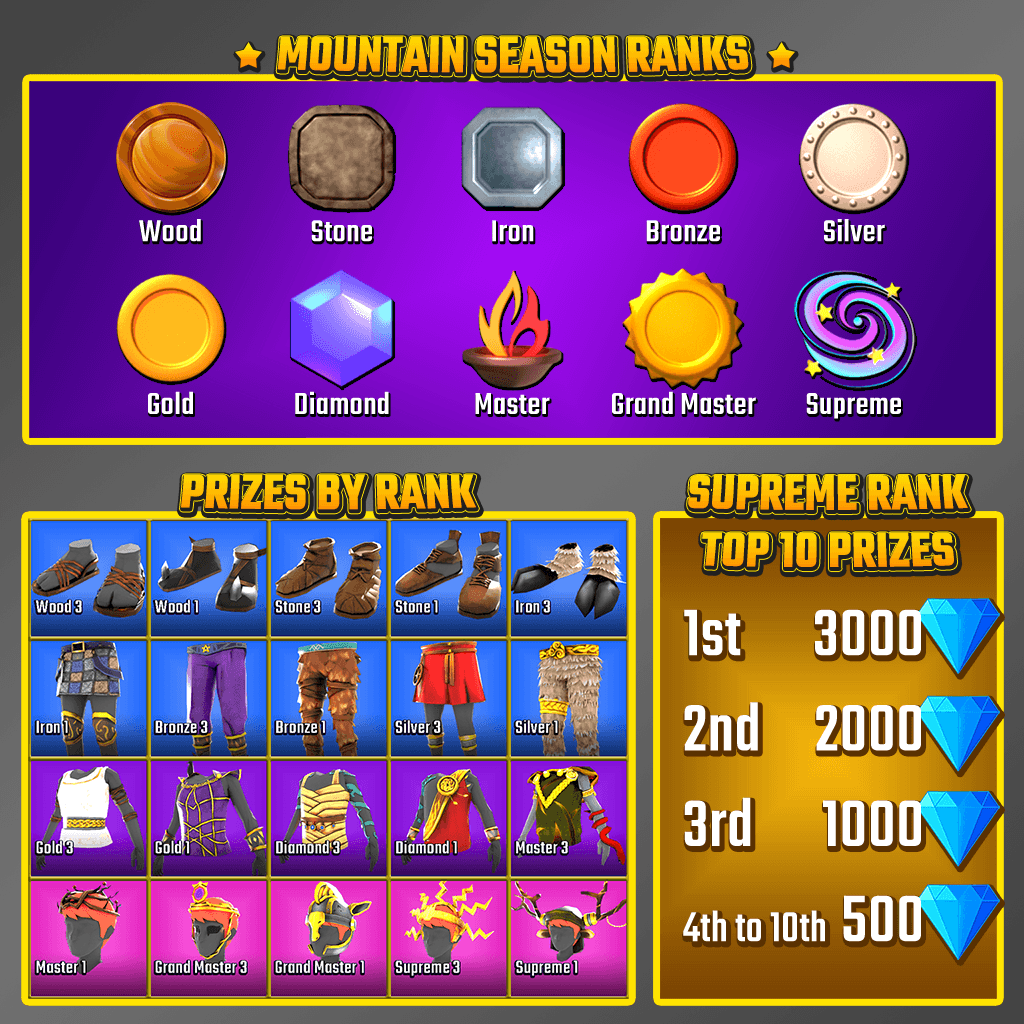 MOUNTAIN SEASON RANKS
Wood Stone Iron Bronze Silver
Gold Diamond Master Grand Master Supreme
PRIZES BY RANK
Wood 3 Wood 1 Stone 3 Stone 1 Iron 3
Iron 1 Bronze 3 Bronze 1 Silver 3 Silver 1
Gold 3 Gold 1 Diamond 3 Diamond 1 Master 3
Master 1 Grand Master 3 Grand Master 1 Supreme 3 Supreme 1
SUPREME RANK
TOP 10 PRIZES
1st 3000
2nd 2000
3rd 1000
4th to 10th 500